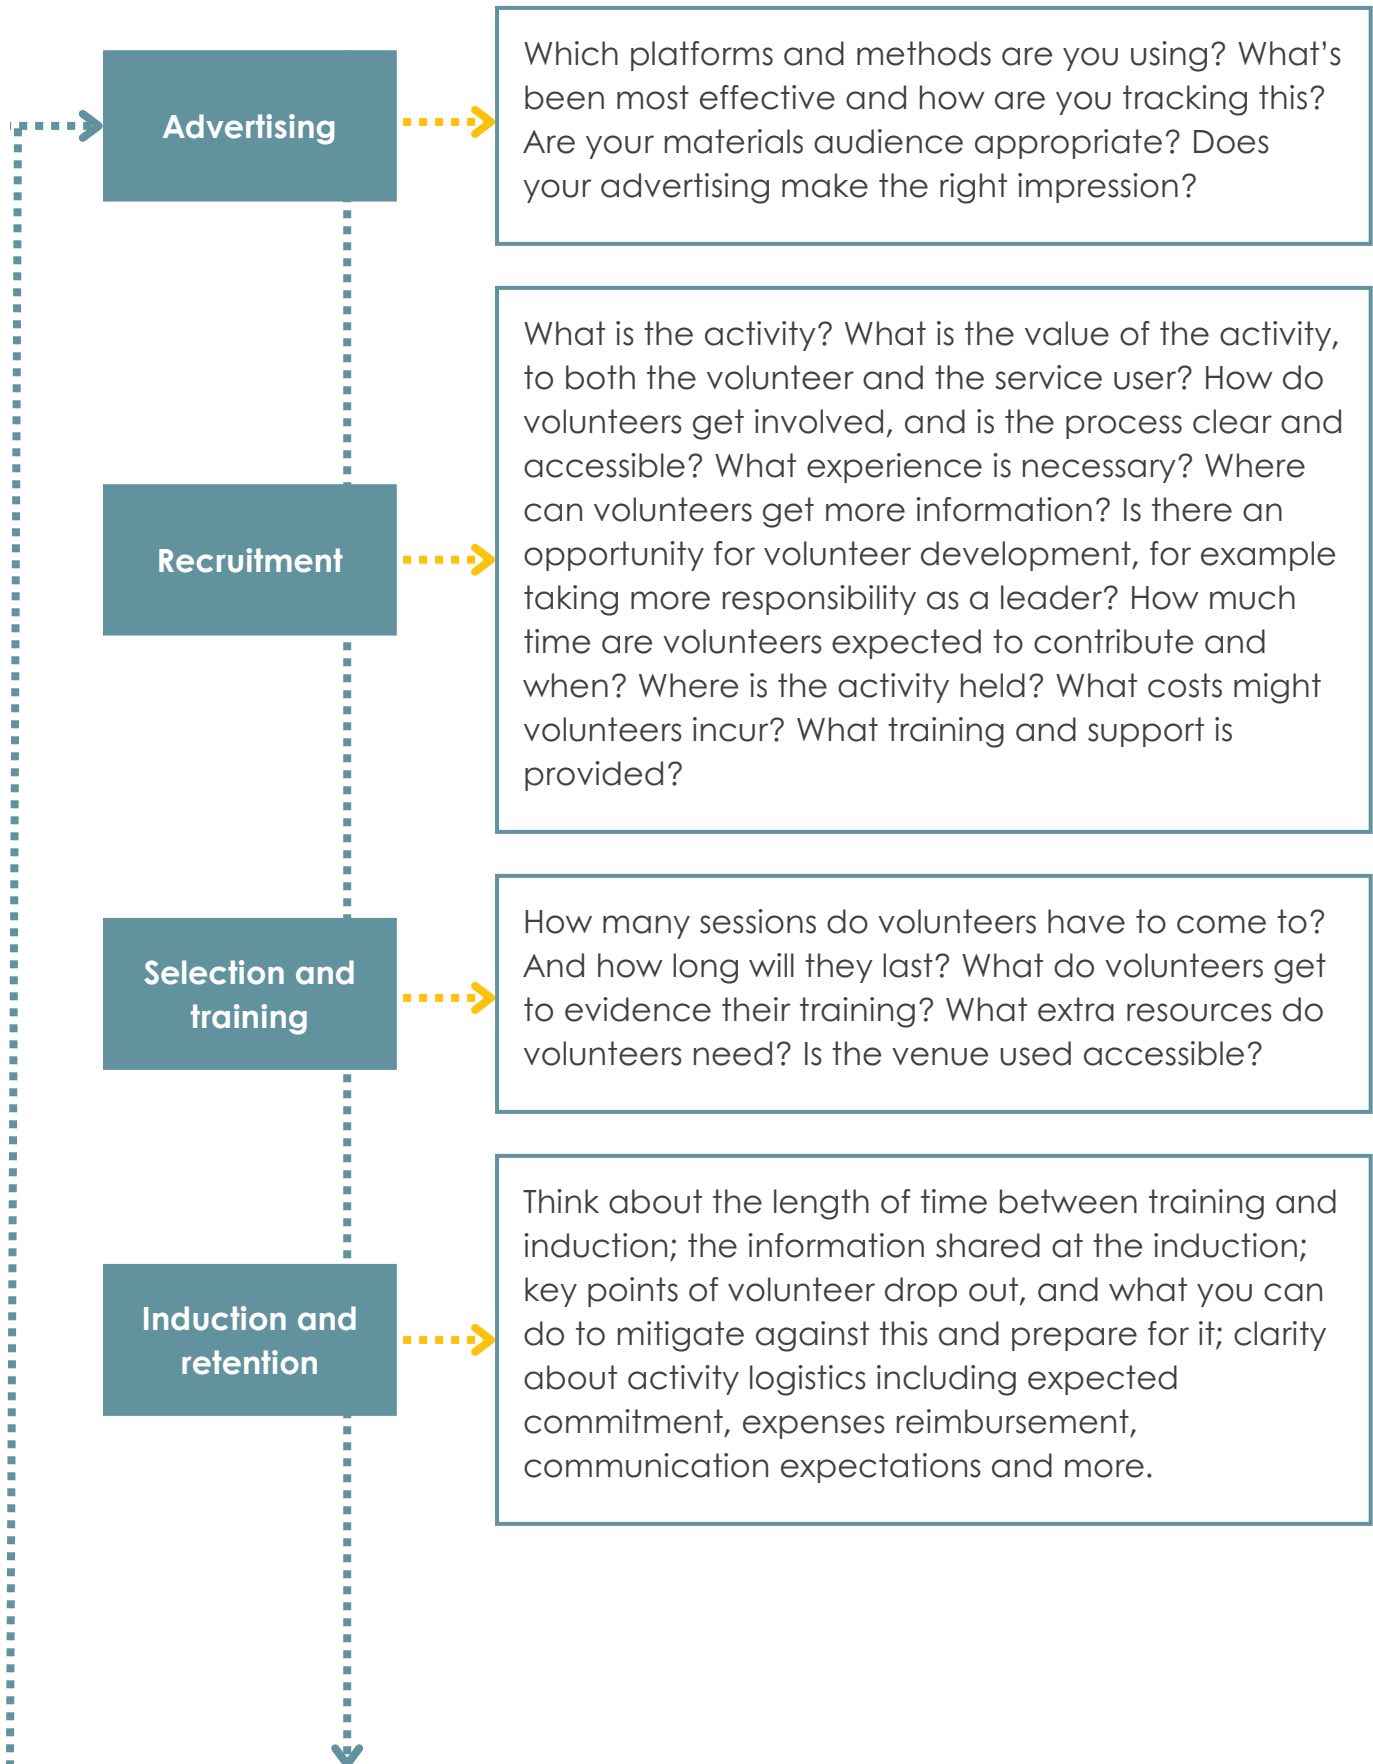 Advertising
Which platforms and methods are you using? What’s
been most effective and how are you tracking this?
Are your materials audience appropriate? Does
your advertising make the right impression?
Recruitment
What is the activity? What is the value of the activity,
to both the volunteer and the service user? How do
volunteers get involved, and is the process clear and
accessible? What experience is necessary? Where
can volunteers get more information? Is there an
opportunity for volunteer development, for example
taking more responsibility as a leader? How much
time are volunteers expected to contribute and
when? Where is the activity held? What costs might
volunteers incur? What training and support is
provided?
Selection and
training
How many sessions do volunteers have to come to?
And how long will they last? What do volunteers get
to evidence their training? What extra resources do
volunteers need? Is the venue used accessible?
Induction and
retention
Think about the length of time between training and
induction; the information shared at the induction;
key points of volunteer drop out, and what you can
do to mitigate against this and prepare for it; clarity
about activity logistics including expected
commitment, expenses reimbursement,
communication expectations and more.